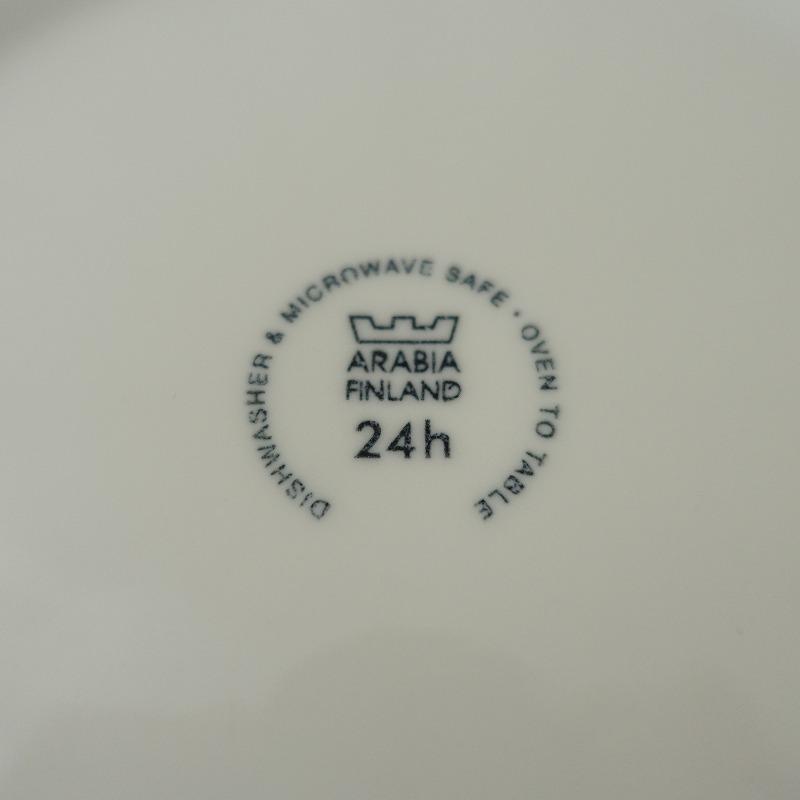 DISHWASHER & MICROWAVE SAFE · OVEN TO TABLE
ARABIA
FINLAND
24h